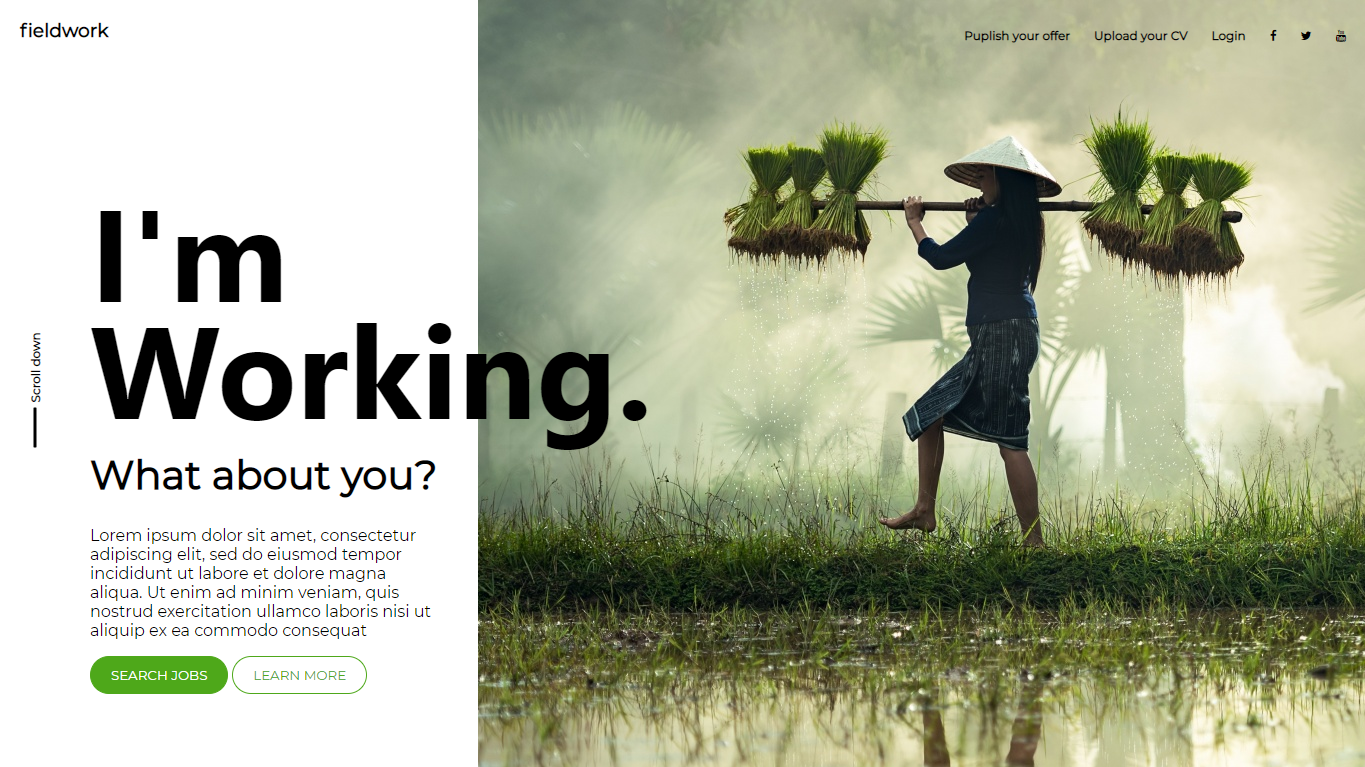 fieldwork
Puplish your offer Upload your CV Login
I'm
Working.
Scroll down
What about you?
Lorem ipsum dolor sit amet, consectetur
adipiscing elit, sed do eiusmod tempor
incididunt ut labore et dolore magna
aliqua. Ut enim ad minim veniam, quis
nostrud exercitation ullamco laboris nisi ut
aliquip ex ea commodo consequat
SEARCH JOBS LEARN MORE